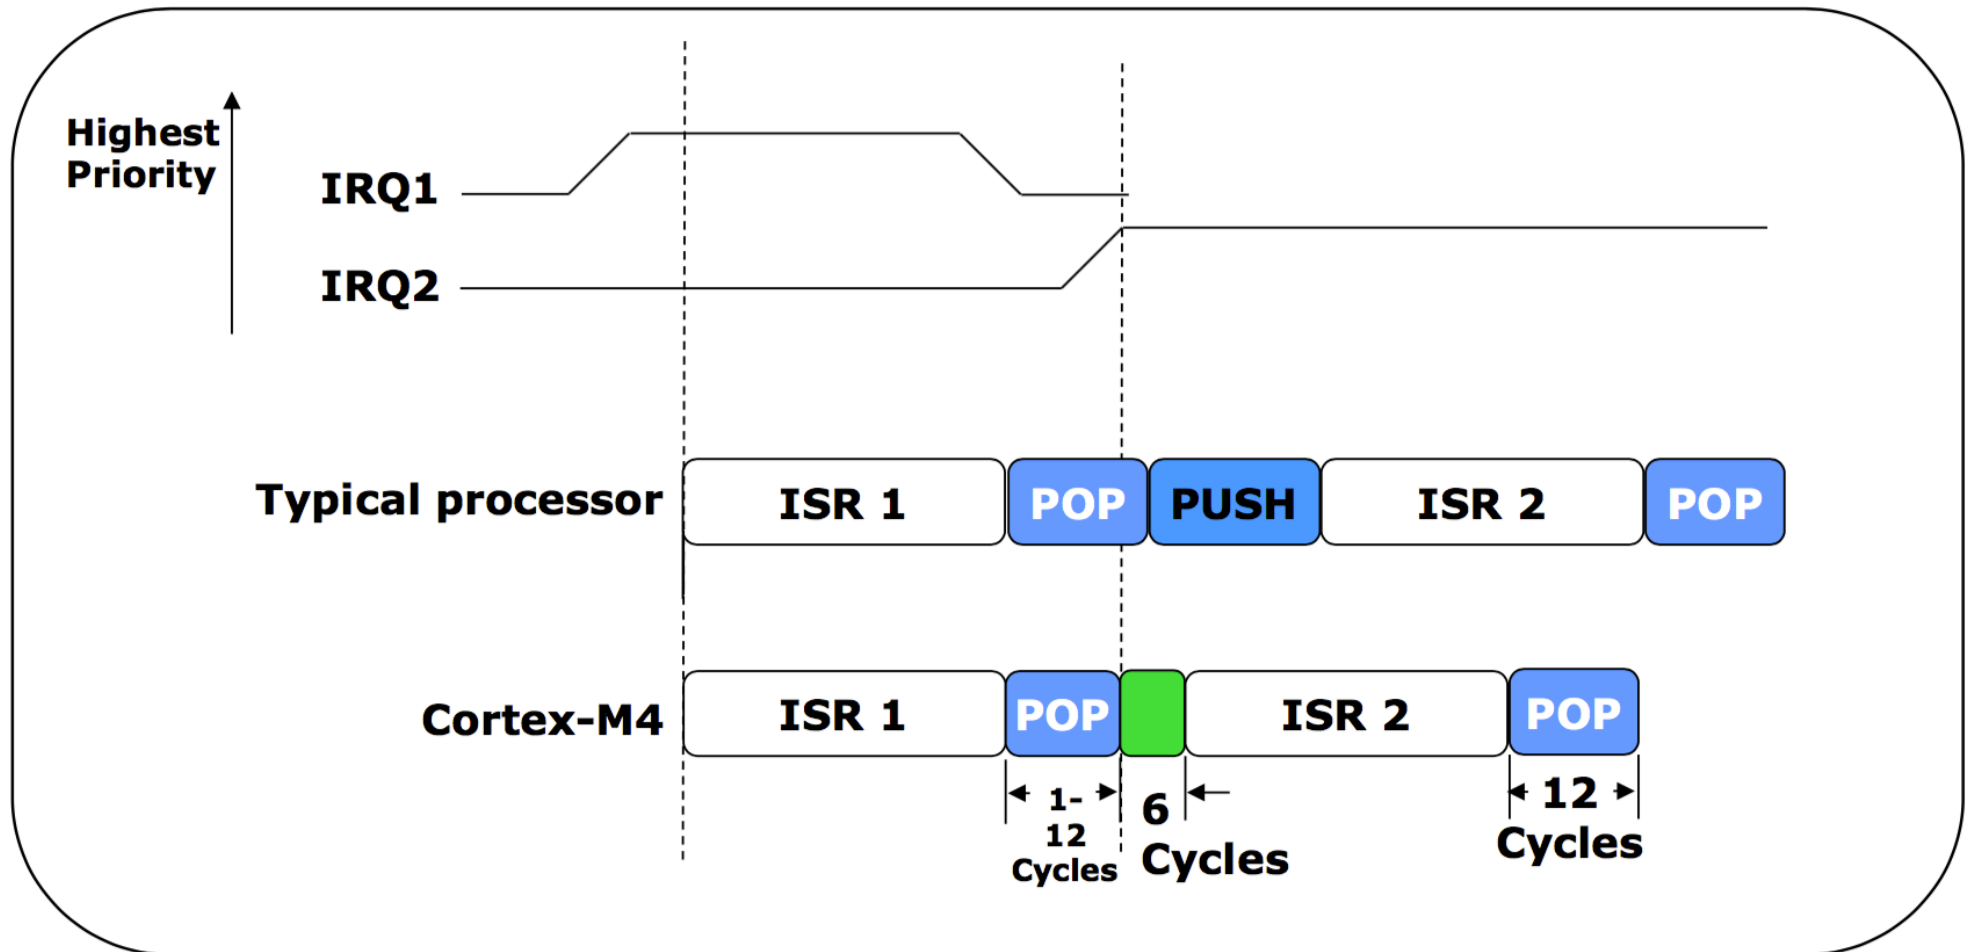 Highest
Priority
IRQ1
IRQ2
Typical processor
ISR 1
POP
PUSH
ISR 2
POP
Cortex-M4
ISR 1
POP
ISR 2
POP
1-
12
Cycles
6
Cycles
12
Cycles